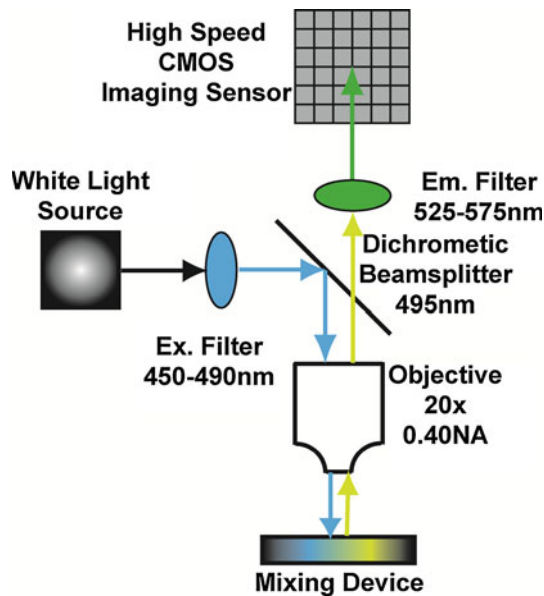 High Speed
CMOS
Imaging Sensor
White Light
Source
Em. Filter
525-575nm
Dichrometic
Beamsplitter
495nm
Ex. Filter
450-490nm
Objective
20x
0.40NA
Mixing Device